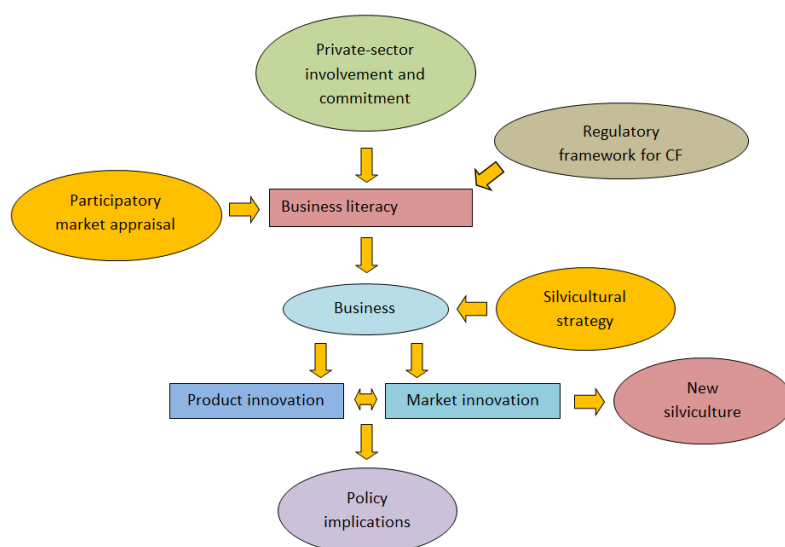 Private-sector
involvement and
commitment
Regulatory
framework for CF
Participatory
market appraisal
Business literacy
Business
Silvicultural
strategy
Product innovation
Market innovation
New
silviculture
Policy
implications